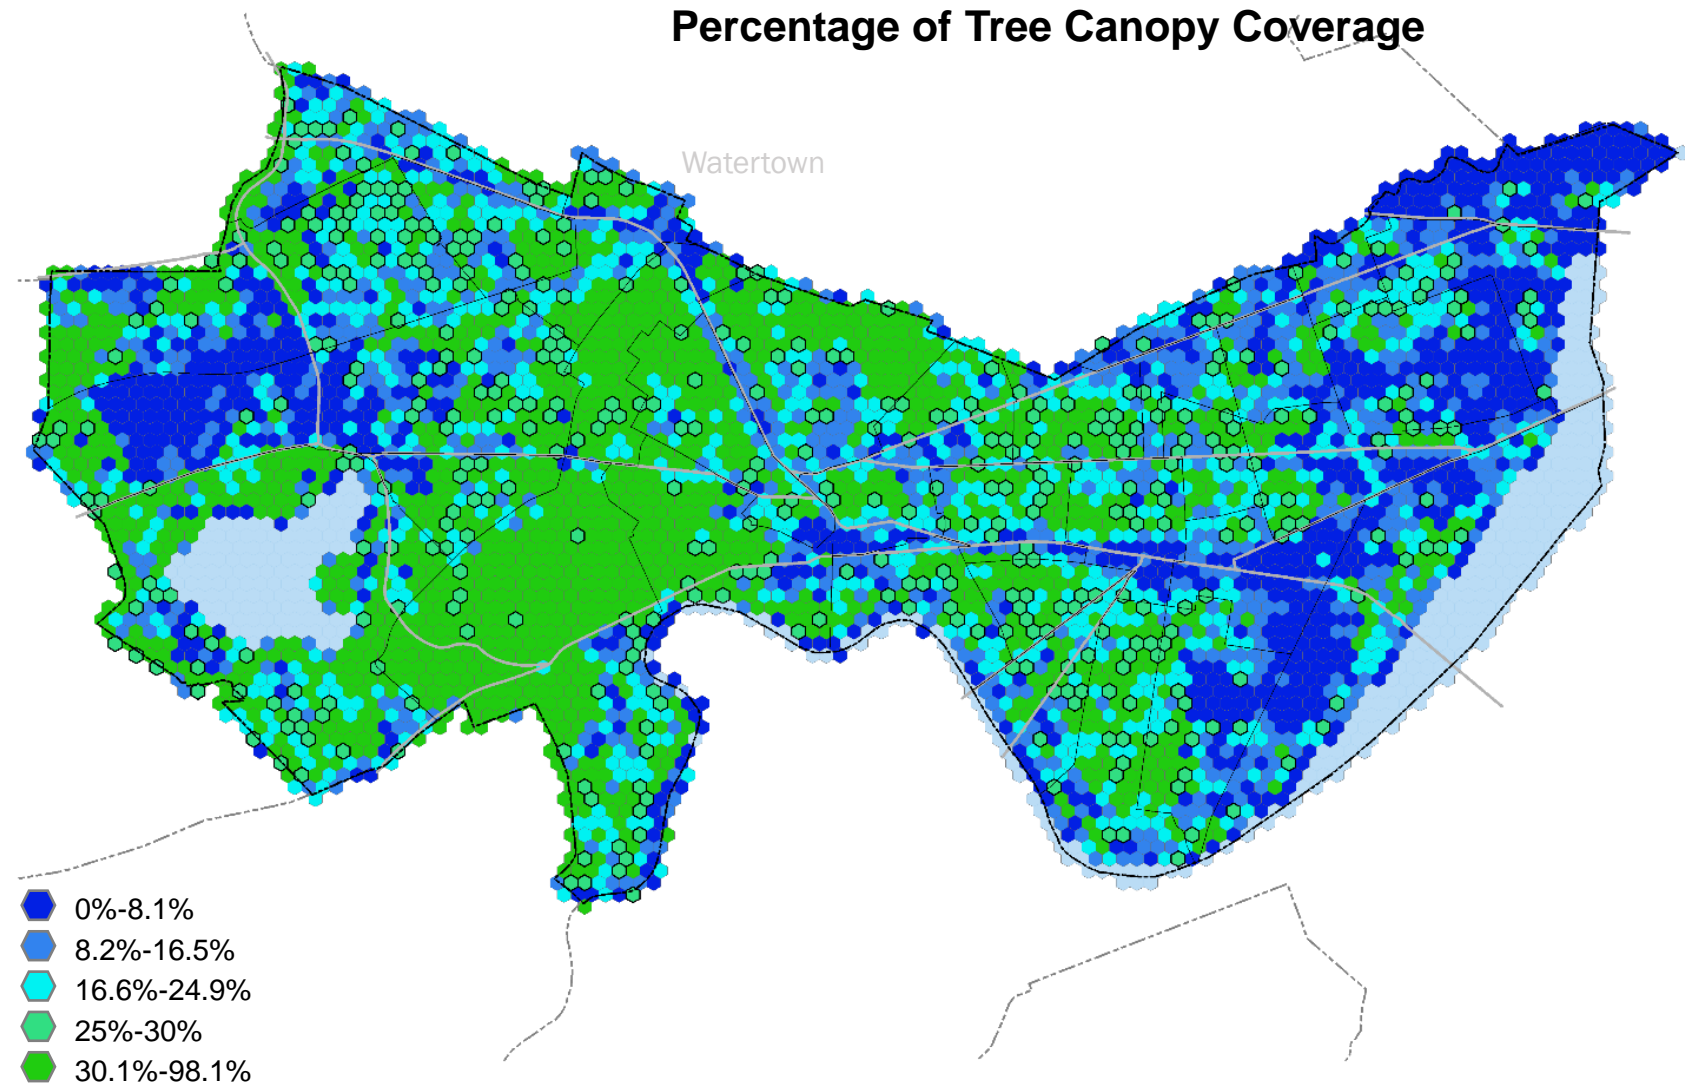 Percentage of Tree Canopy Coverage
Watertown
0%-8.1%
8.2%-16.5%
16.6%-24.9%
25%-30%
30.1%-98.1%